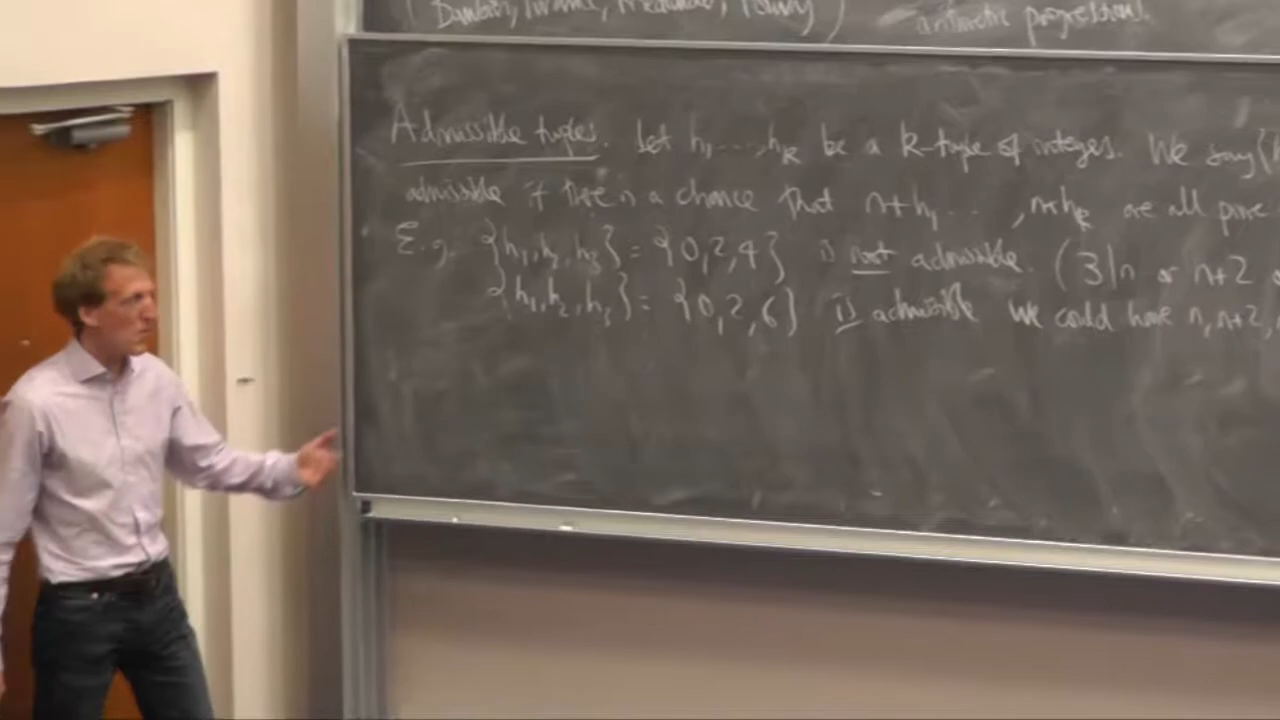 arithmetic progressions.
Admissible tuples. Let h₁, ..., hₖ be a k-tuple of integers. We say (h
admissible if there is a chance that n+h₁ ... , n+hₖ are all prime
E.g. {h₁,h₂,h₃} = {0,2,4} is not admissible. (3|n or n+2
{h₁,h₂,h₃} = {0,2,6} is admissible we could have n, n+2,